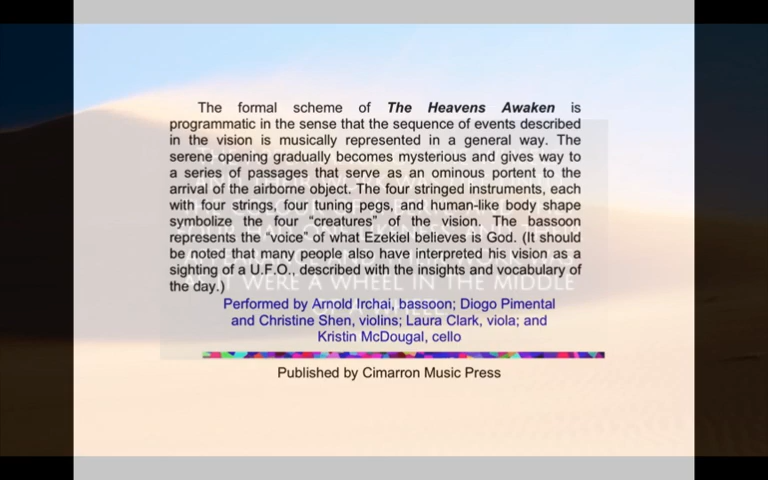 The formal scheme of The Heavens Awaken is
programmatic in the sense that the sequence of events described
in the vision is musically represented in a general way. The
serene opening gradually becomes mysterious and gives way to
a series of passages that serve as an ominous portent to the
arrival of the airborne object. The four stringed instruments, each
with four strings, four tuning pegs, and human-like body shape
symbolize the four “creatures” of the vision. The bassoon
represents the “voice” of what Ezekiel believes is God. (It should
be noted that many people also have interpreted his vision as a
sighting of a U.F.O., described with the insights and vocabulary of
the day.)
AS IT WERE A WHEEL IN THE MIDDLE
Performed by Arnold Irchai, bassoon; Diogo Pimental
and Christine Shen, violins; Laura Clark, viola; and
Kristin McDougal, cello
Published by Cimarron Music Press